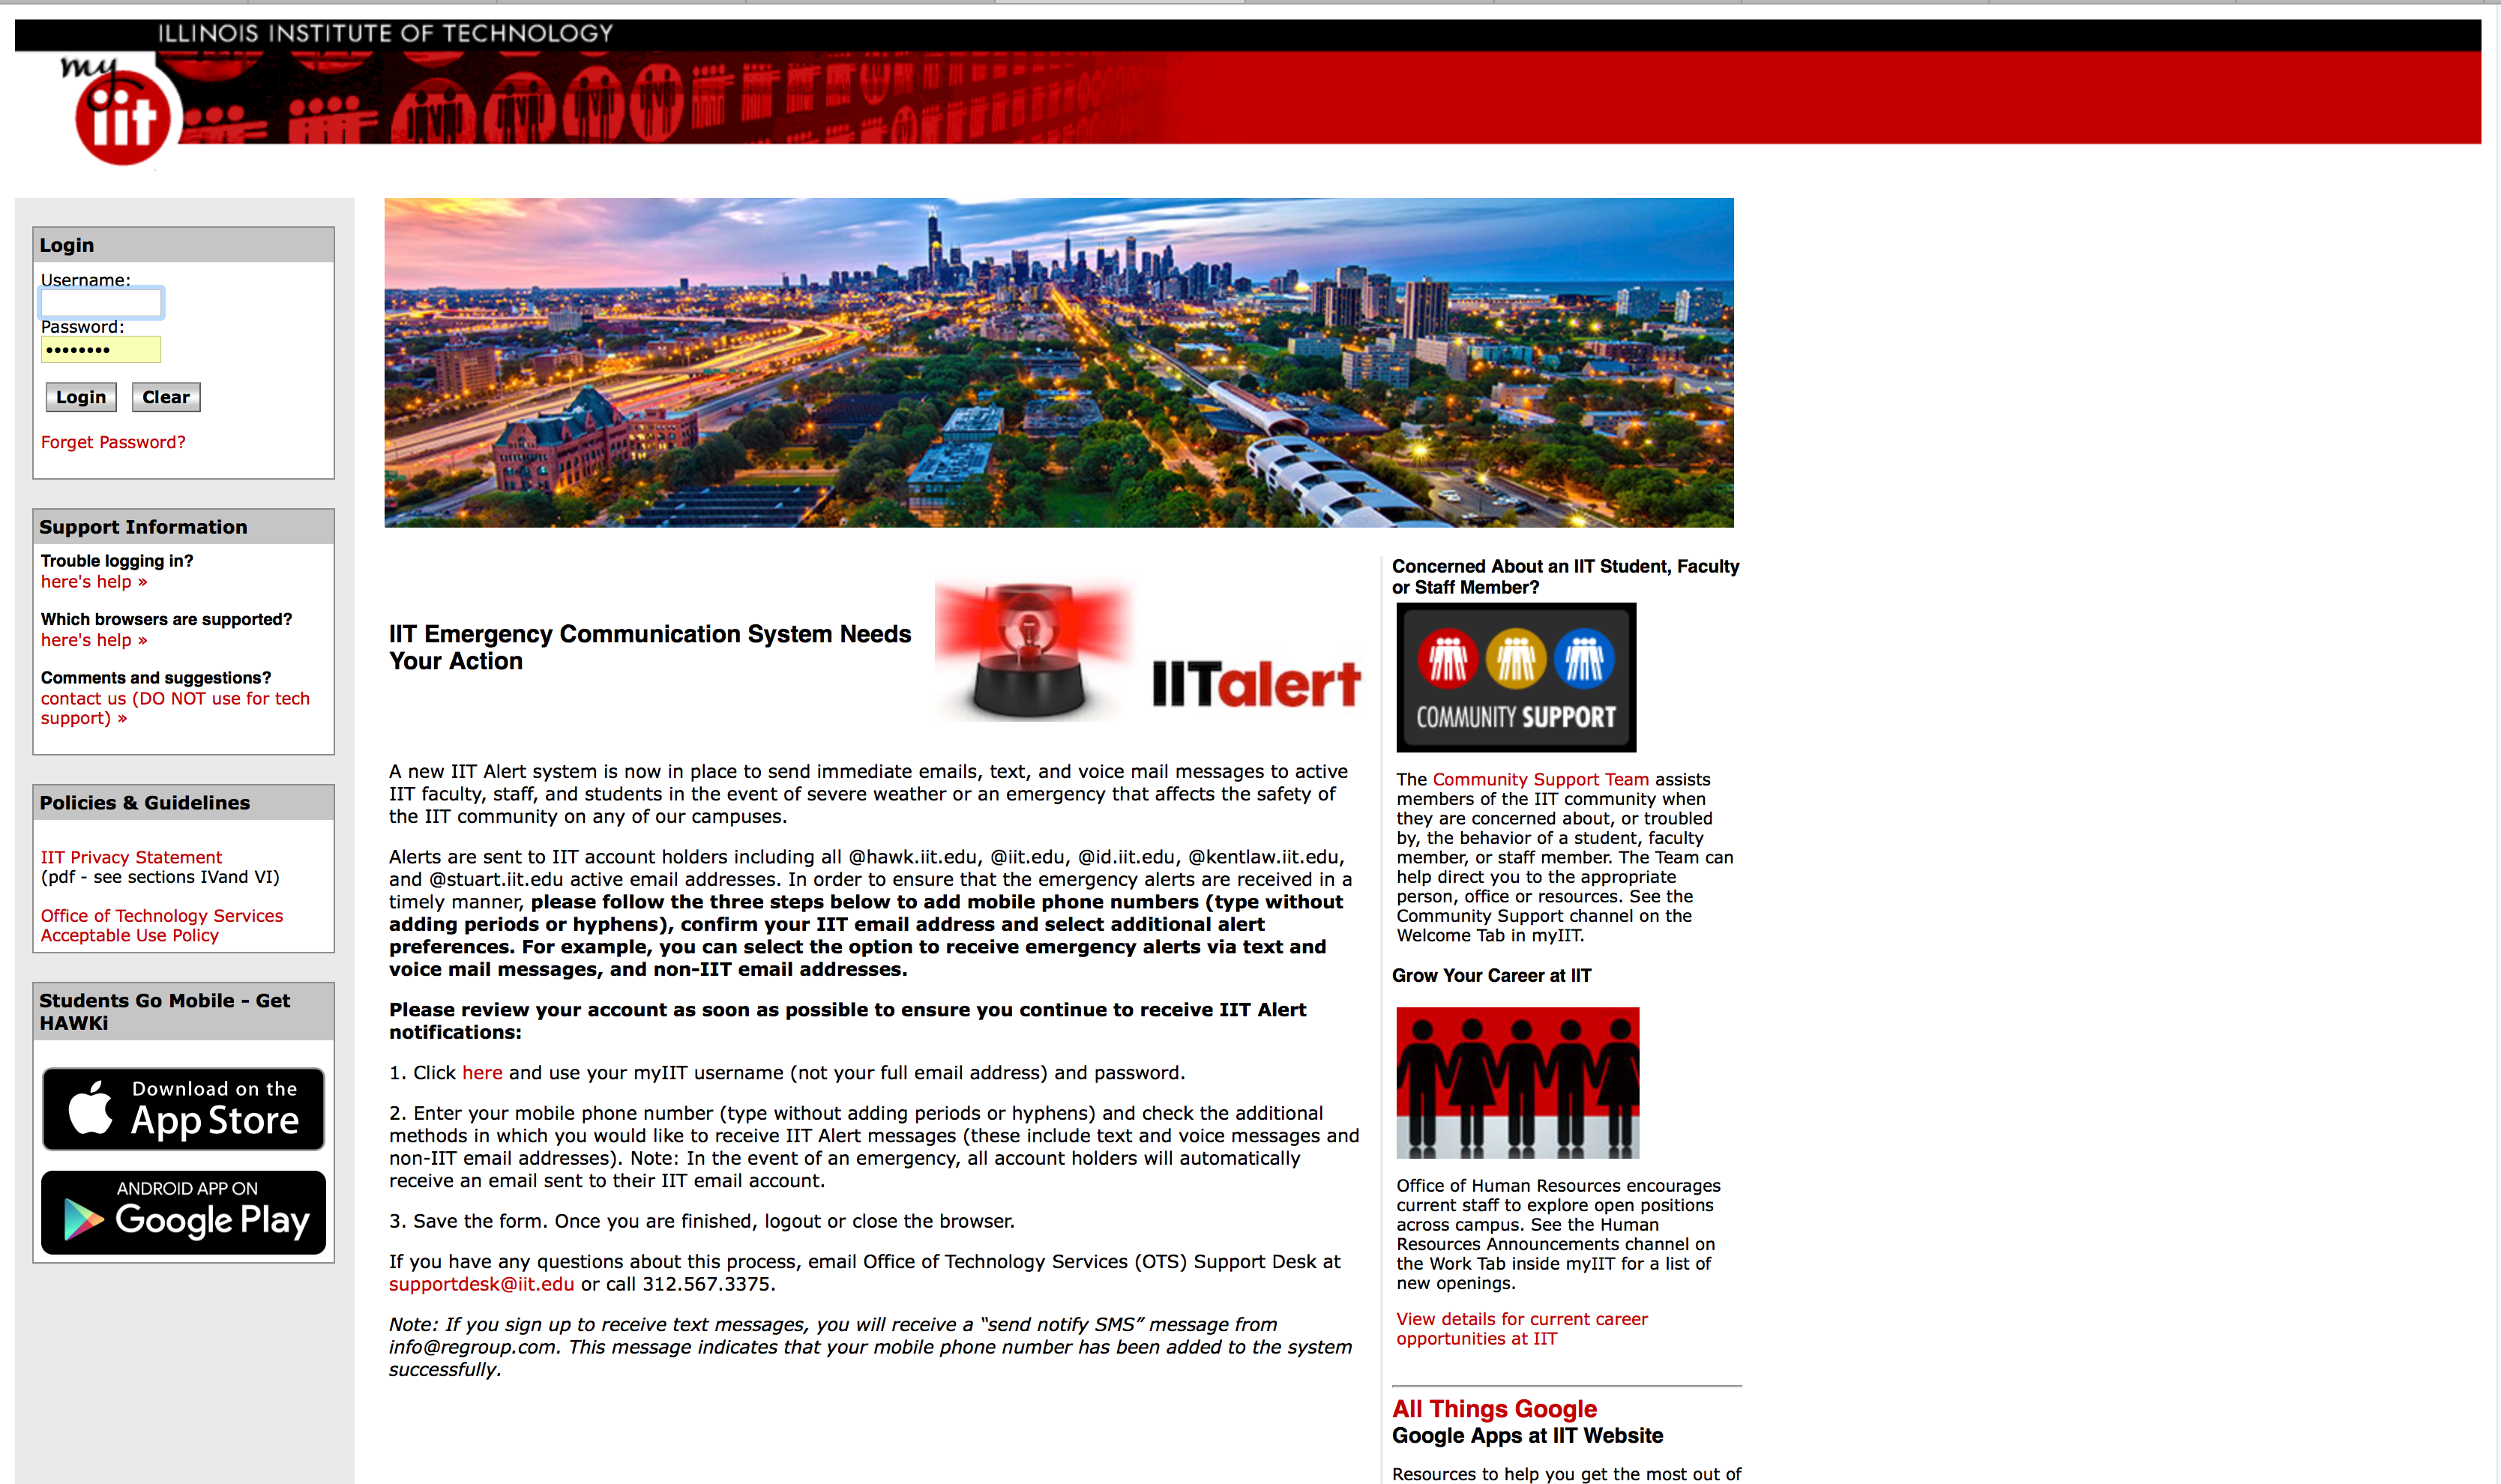 ILLINOIS INSTITUTE OF TECHNOLOGY
my
iit
Login
Username:
Password:
••••••••
Login Clear
Forget Password?
Support Information
Trouble logging in?
here's help »
Which browsers are supported?
here's help »
Comments and suggestions?
contact us (DO NOT use for tech
support) »
Policies & Guidelines
IIT Privacy Statement
(pdf - see sections IVand VI)
Office of Technology Services
Acceptable Use Policy
Students Go Mobile - Get
HAWKi
Download on the
App Store
ANDROID APP ON
Google Play
IIT Emergency Communication System Needs
Your Action
IITalert
A new IIT Alert system is now in place to send immediate emails, text, and voice mail messages to active
IIT faculty, staff, and students in the event of severe weather or an emergency that affects the safety of
the IIT community on any of our campuses.
Alerts are sent to IIT account holders including all @hawk.iit.edu, @iit.edu, @id.iit.edu, @kentlaw.iit.edu,
and @stuart.iit.edu active email addresses. In order to ensure that the emergency alerts are received in a
timely manner, please follow the three steps below to add mobile phone numbers (type without
adding periods or hyphens), confirm your IIT email address and select additional alert
preferences. For example, you can select the option to receive emergency alerts via text and
voice mail messages, and non-IIT email addresses.
Please review your account as soon as possible to ensure you continue to receive IIT Alert
notifications:
1. Click here and use your myIIT username (not your full email address) and password.
2. Enter your mobile phone number (type without adding periods or hyphens) and check the additional
methods in which you would like to receive IIT Alert messages (these include text and voice messages and
non-IIT email addresses). Note: In the event of an emergency, all account holders will automatically
receive an email sent to their IIT email account.
3. Save the form. Once you are finished, logout or close the browser.
If you have any questions about this process, email Office of Technology Services (OTS) Support Desk at
supportdesk@iit.edu or call 312.567.3375.
Note: If you sign up to receive text messages, you will receive a “send notify SMS” message from
info@regroup.com. This message indicates that your mobile phone number has been added to the system
successfully.
Concerned About an IIT Student, Faculty
or Staff Member?
COMMUNITY SUPPORT
The Community Support Team assists
members of the IIT community when
they are concerned about, or troubled
by, the behavior of a student, faculty
member, or staff member. The Team can
help direct you to the appropriate
person, office or resources. See the
Community Support channel on the
Welcome Tab in myIIT.
Grow Your Career at IIT
Office of Human Resources encourages
current staff to explore open positions
across campus. See the Human
Resources Announcements channel on
the Work Tab inside myIIT for a list of
new openings.
View details for current career
opportunities at IIT
All Things Google
Google Apps at IIT Website
Resources to help you get the most out of